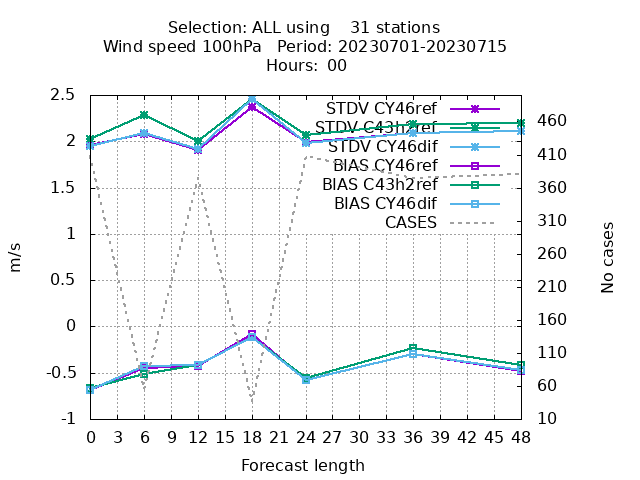 Selection: ALL using 31 stations
Wind speed 100hPa Period: 20230701-20230715
Hours: 00
2.5
2
1.5
1
0.5
0
-0.5
-1
m/s
STDV CY46ref
STDV C43h2ref
STDV CY46dif
BIAS CY46ref
BIAS C43h2ref
BIAS CY46dif
CASES
460
410
360
310
260
210
160
110
60
10
No cases
0 3 6 9 12 15 18 21 24 27 30 33 36 39 42 45 48
Forecast length